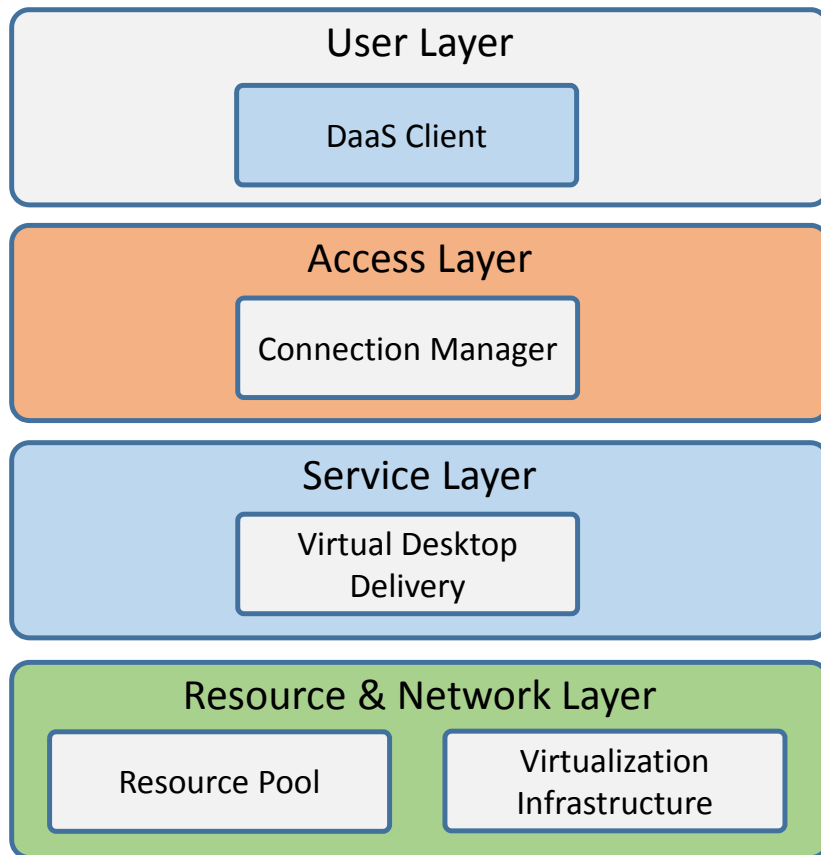 User Layer
DaaS Client
Access Layer
Connection Manager
Service Layer
Virtual Desktop
Delivery
Resource & Network Layer
Resource Pool
Virtualization
Infrastructure